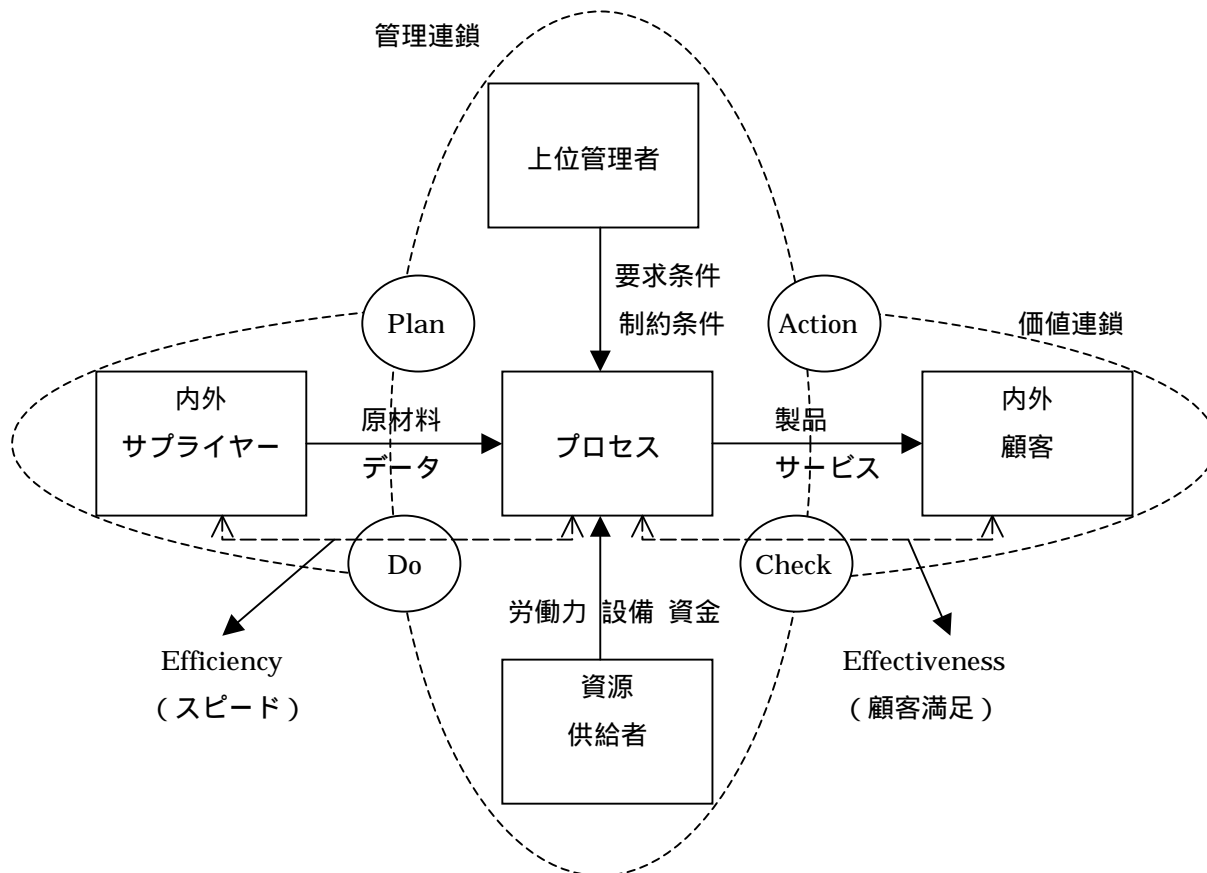 管理連鎖
上位管理者
要求条件
制約条件
Plan
Action
価値連鎖
内外
サプライヤー
原材料
データ
プロセス
製品
サービス
内外
顧客
Do
Check
労働力 設備 資金
Efficiency
（スピード）
資源
供給者
Effectiveness
（顧客満足）